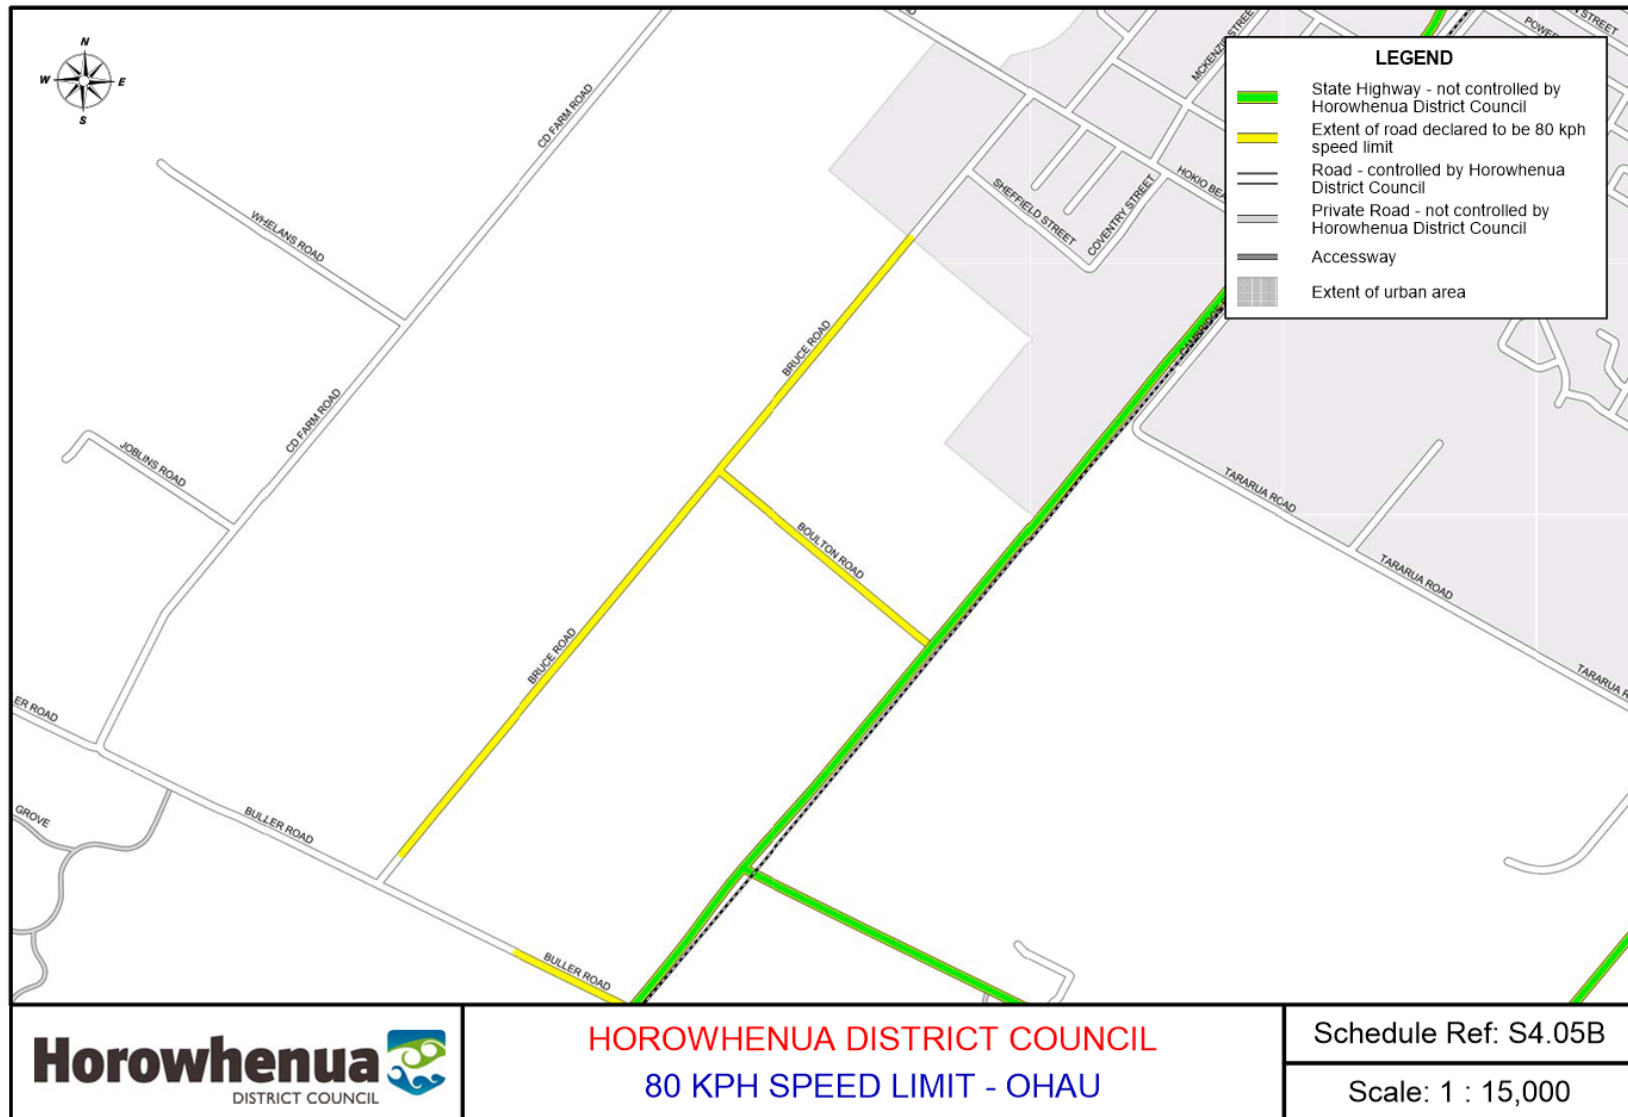 N
W
E
S
CD FARM ROAD
WHELANS ROAD
CD FARM ROAD
JOBLINS ROAD
BRUCE ROAD
BRUCE ROAD
BOULTON ROAD
SHEFFIELD STREET
COVENTRY STREET
MCKENZIE STREE
HOKIO BEA
POWE
N STREET
TARARUA ROAD
TARARUA ROAD
TARARUA R
ER ROAD
GROVE
BULLER ROAD
BULLER ROAD
LEGEND
State Highway - not controlled by
Horowhenua District Council
Extent of road declared to be 80 kph
speed limit
Road - controlled by Horowhenua
District Council
Private Road - not controlled by
Horowhenua District Council
Accessway
Extent of urban area
Horowhenua
DISTRICT COUNCIL
HOROWHENUA DISTRICT COUNCIL
80 KPH SPEED LIMIT - OHAU
Schedule Ref: S4.05B
Scale: 1 : 15,000